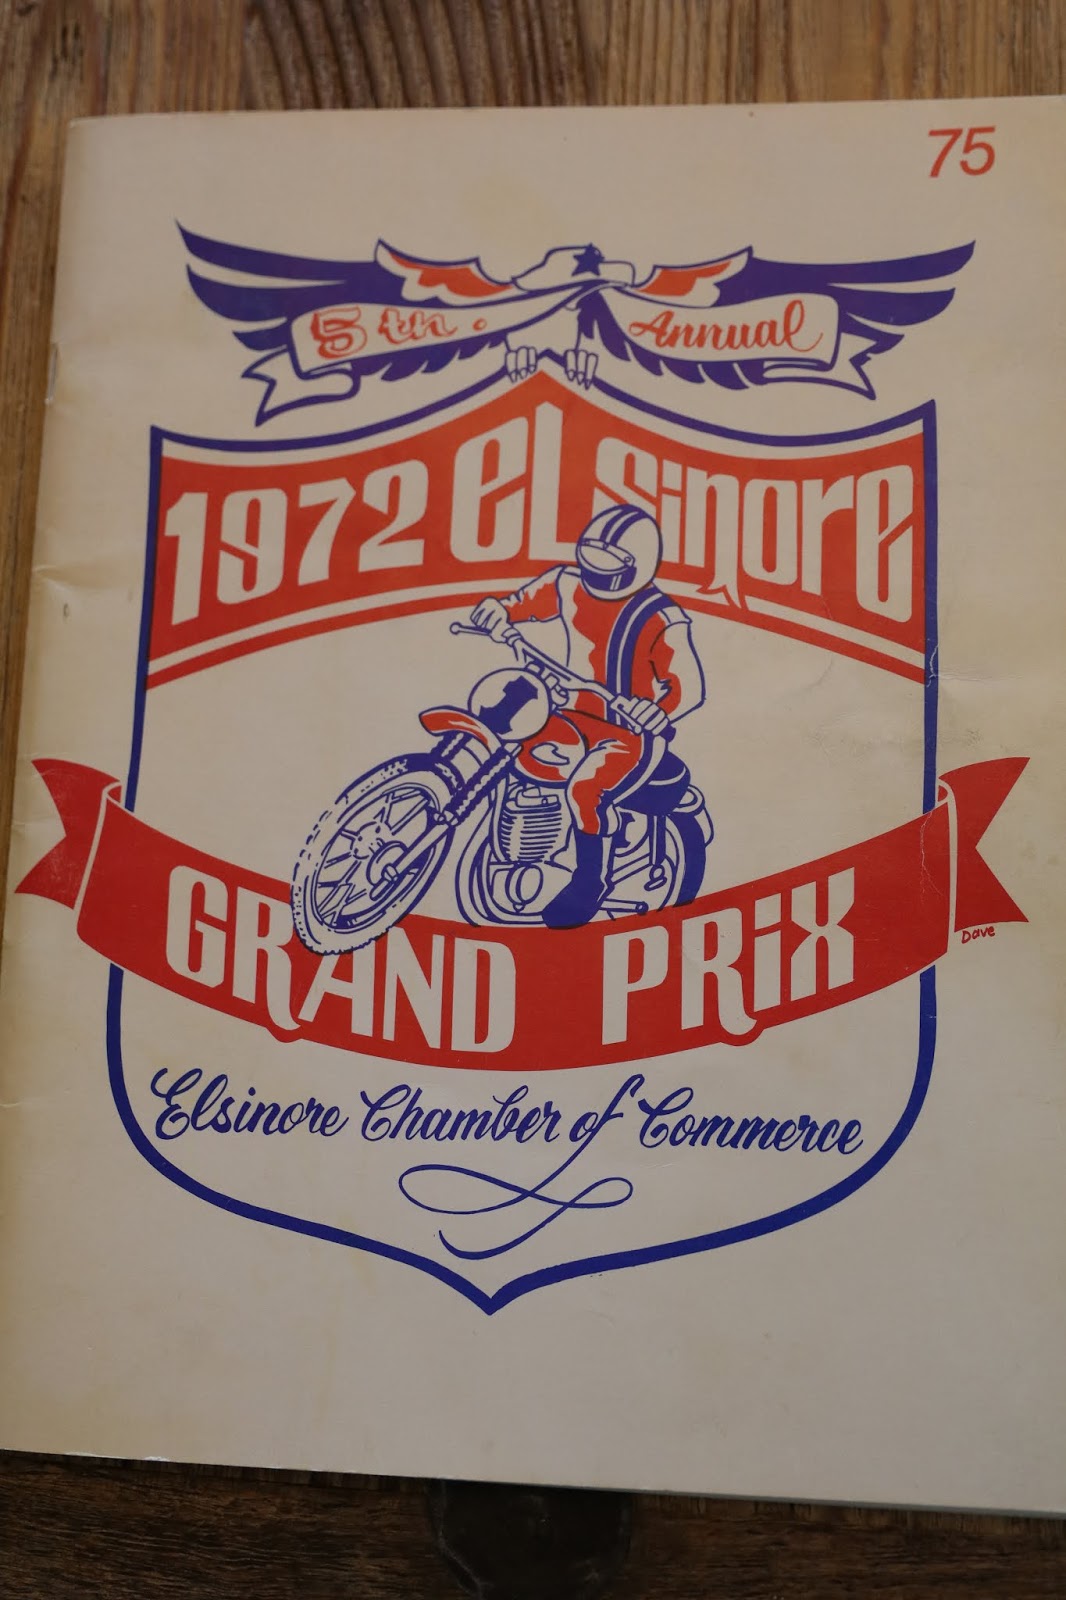 75
5th. Annual
1972 ELsinore
GRAND PRiX
Dave
Elsinore Chamber of Commerce